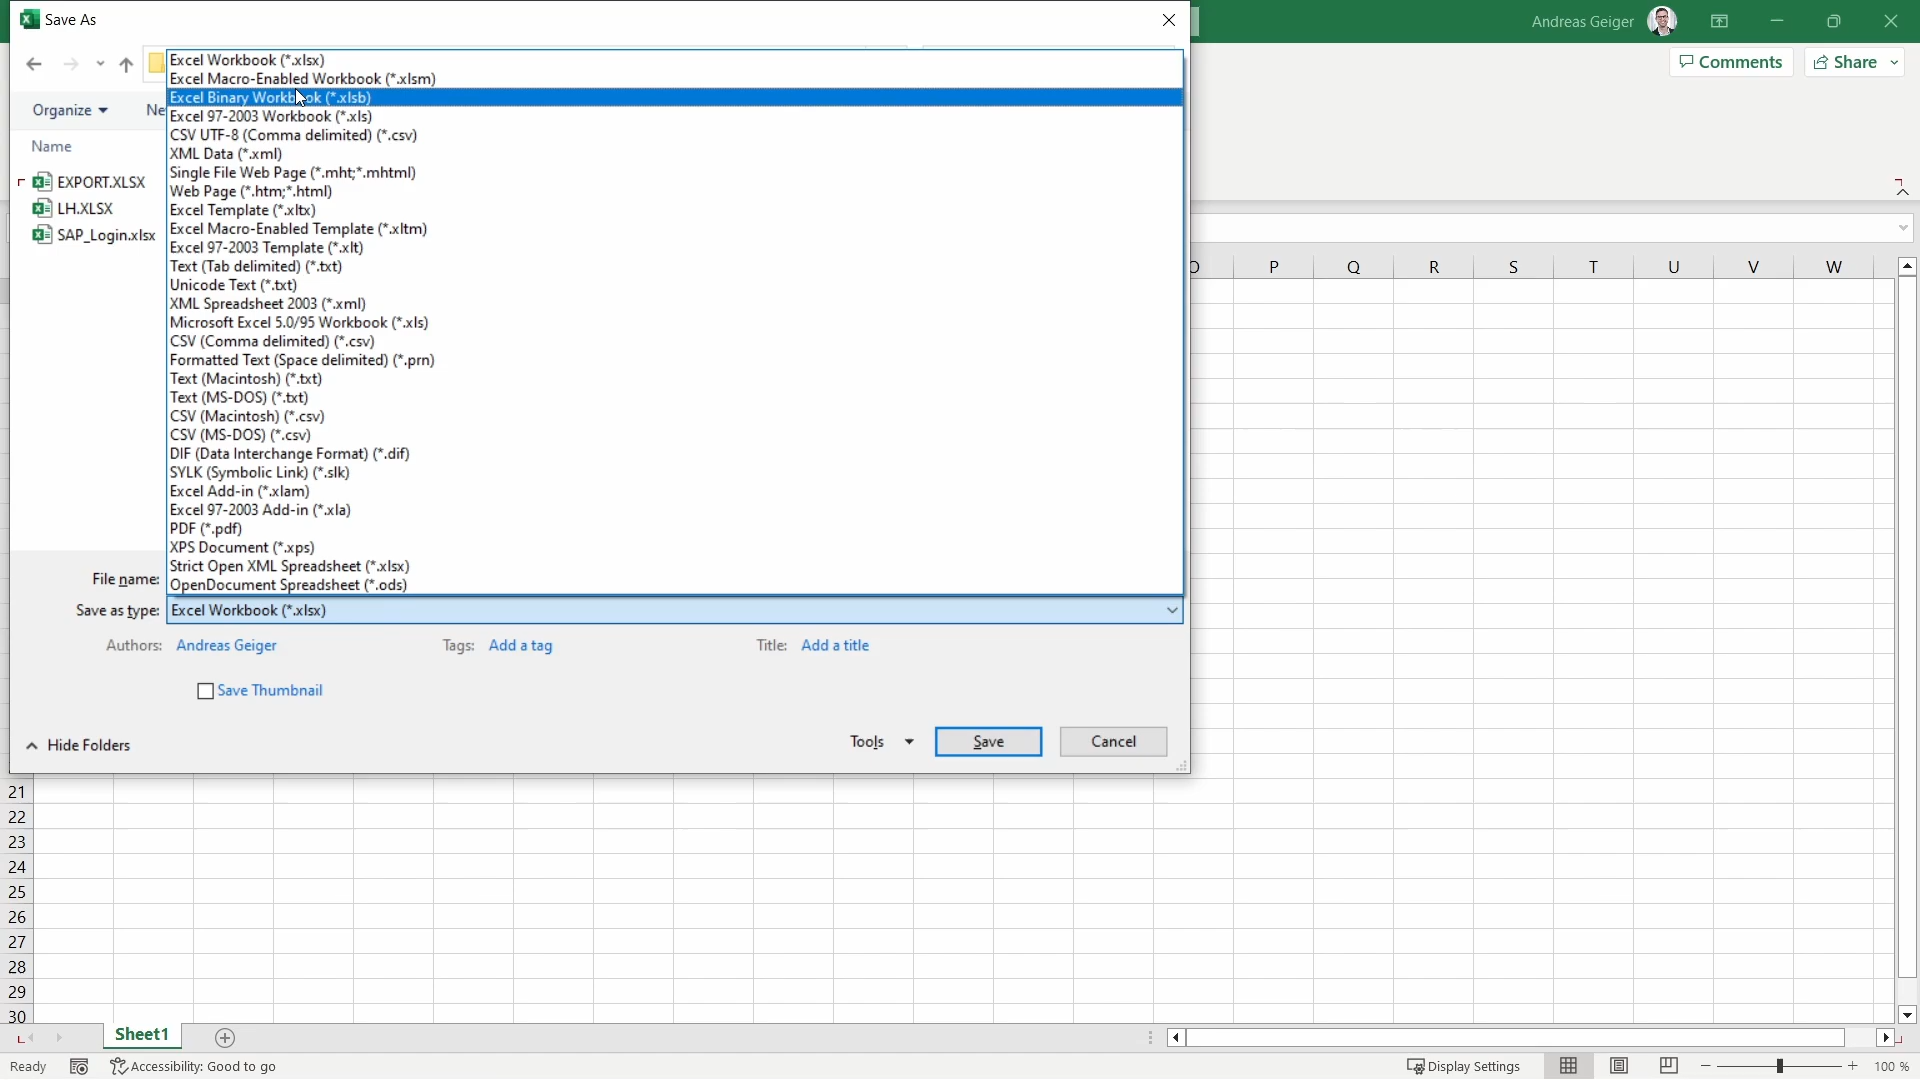 Save As
Andreas Geiger
Comments
Share
Organize
Ne
Name
EXPORT.XLSX
LH.XLSX
SAP_Login.xlsx
Excel Workbook (*.xlsx)
Excel Macro-Enabled Workbook (*.xlsm)
Excel Binary Workbook (*.xlsb)
Excel 97-2003 Workbook (*.xls)
CSV UTF-8 (Comma delimited) (*.csv)
XML Data (*.xml)
Single File Web Page (*.mht;*.mhtml)
Web Page (*.htm;*.html)
Excel Template (*.xltx)
Excel Macro-Enabled Template (*.xltm)
Excel 97-2003 Template (*.xlt)
Text (Tab delimited) (*.txt)
Unicode Text (*.txt)
XML Spreadsheet 2003 (*.xml)
Microsoft Excel 5.0/95 Workbook (*.xls)
CSV (Comma delimited) (*.csv)
Formatted Text (Space delimited) (*.prn)
Text (Macintosh) (*.txt)
Text (MS-DOS) (*.txt)
CSV (Macintosh) (*.csv)
CSV (MS-DOS) (*.csv)
DIF (Data Interchange Format) (*.dif)
SYLK (Symbolic Link) (*.slk)
Excel Add-in (*.xlam)
Excel 97-2003 Add-in (*.xla)
PDF (*.pdf)
XPS Document (*.xps)
Strict Open XML Spreadsheet (*.xlsx)
OpenDocument Spreadsheet (*.ods)
File name:
Save as type: Excel Workbook (*.xlsx)
Authors: Andreas Geiger Tags: Add a tag Title: Add a title
Save Thumbnail
Hide Folders
Tools Save Cancel
O P Q R S T U V W
21
22
23
24
25
26
27
28
29
30
Sheet1
Ready Accessibility: Good to go Display Settings 100 %